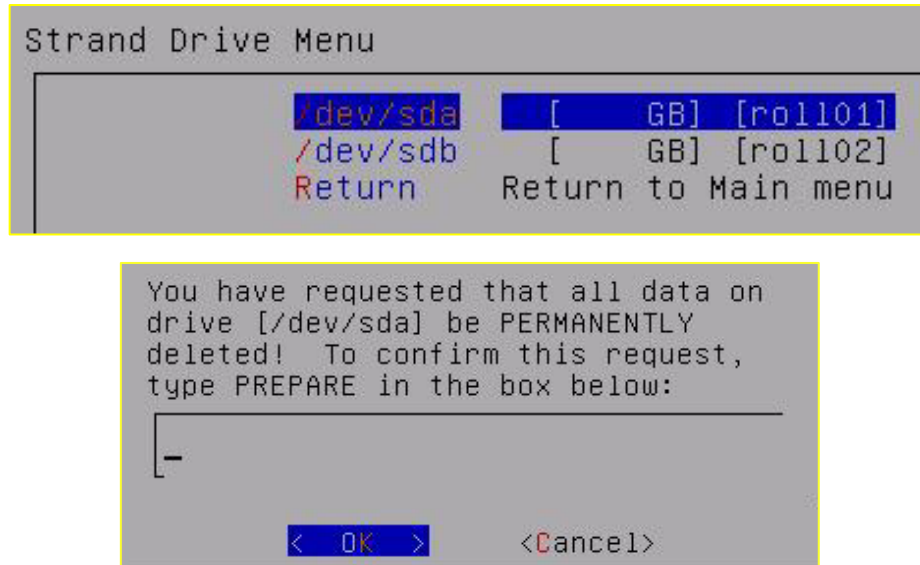 Strand Drive Menu
/dev/sda [ GB] [roll01]
/dev/sdb [ GB] [roll02]
Return Return to Main menu
You have requested that all data on
drive [/dev/sda] be PERMANENTLY
deleted! To confirm this request,
type PREPARE in the box below:
< OK > <Cancel>